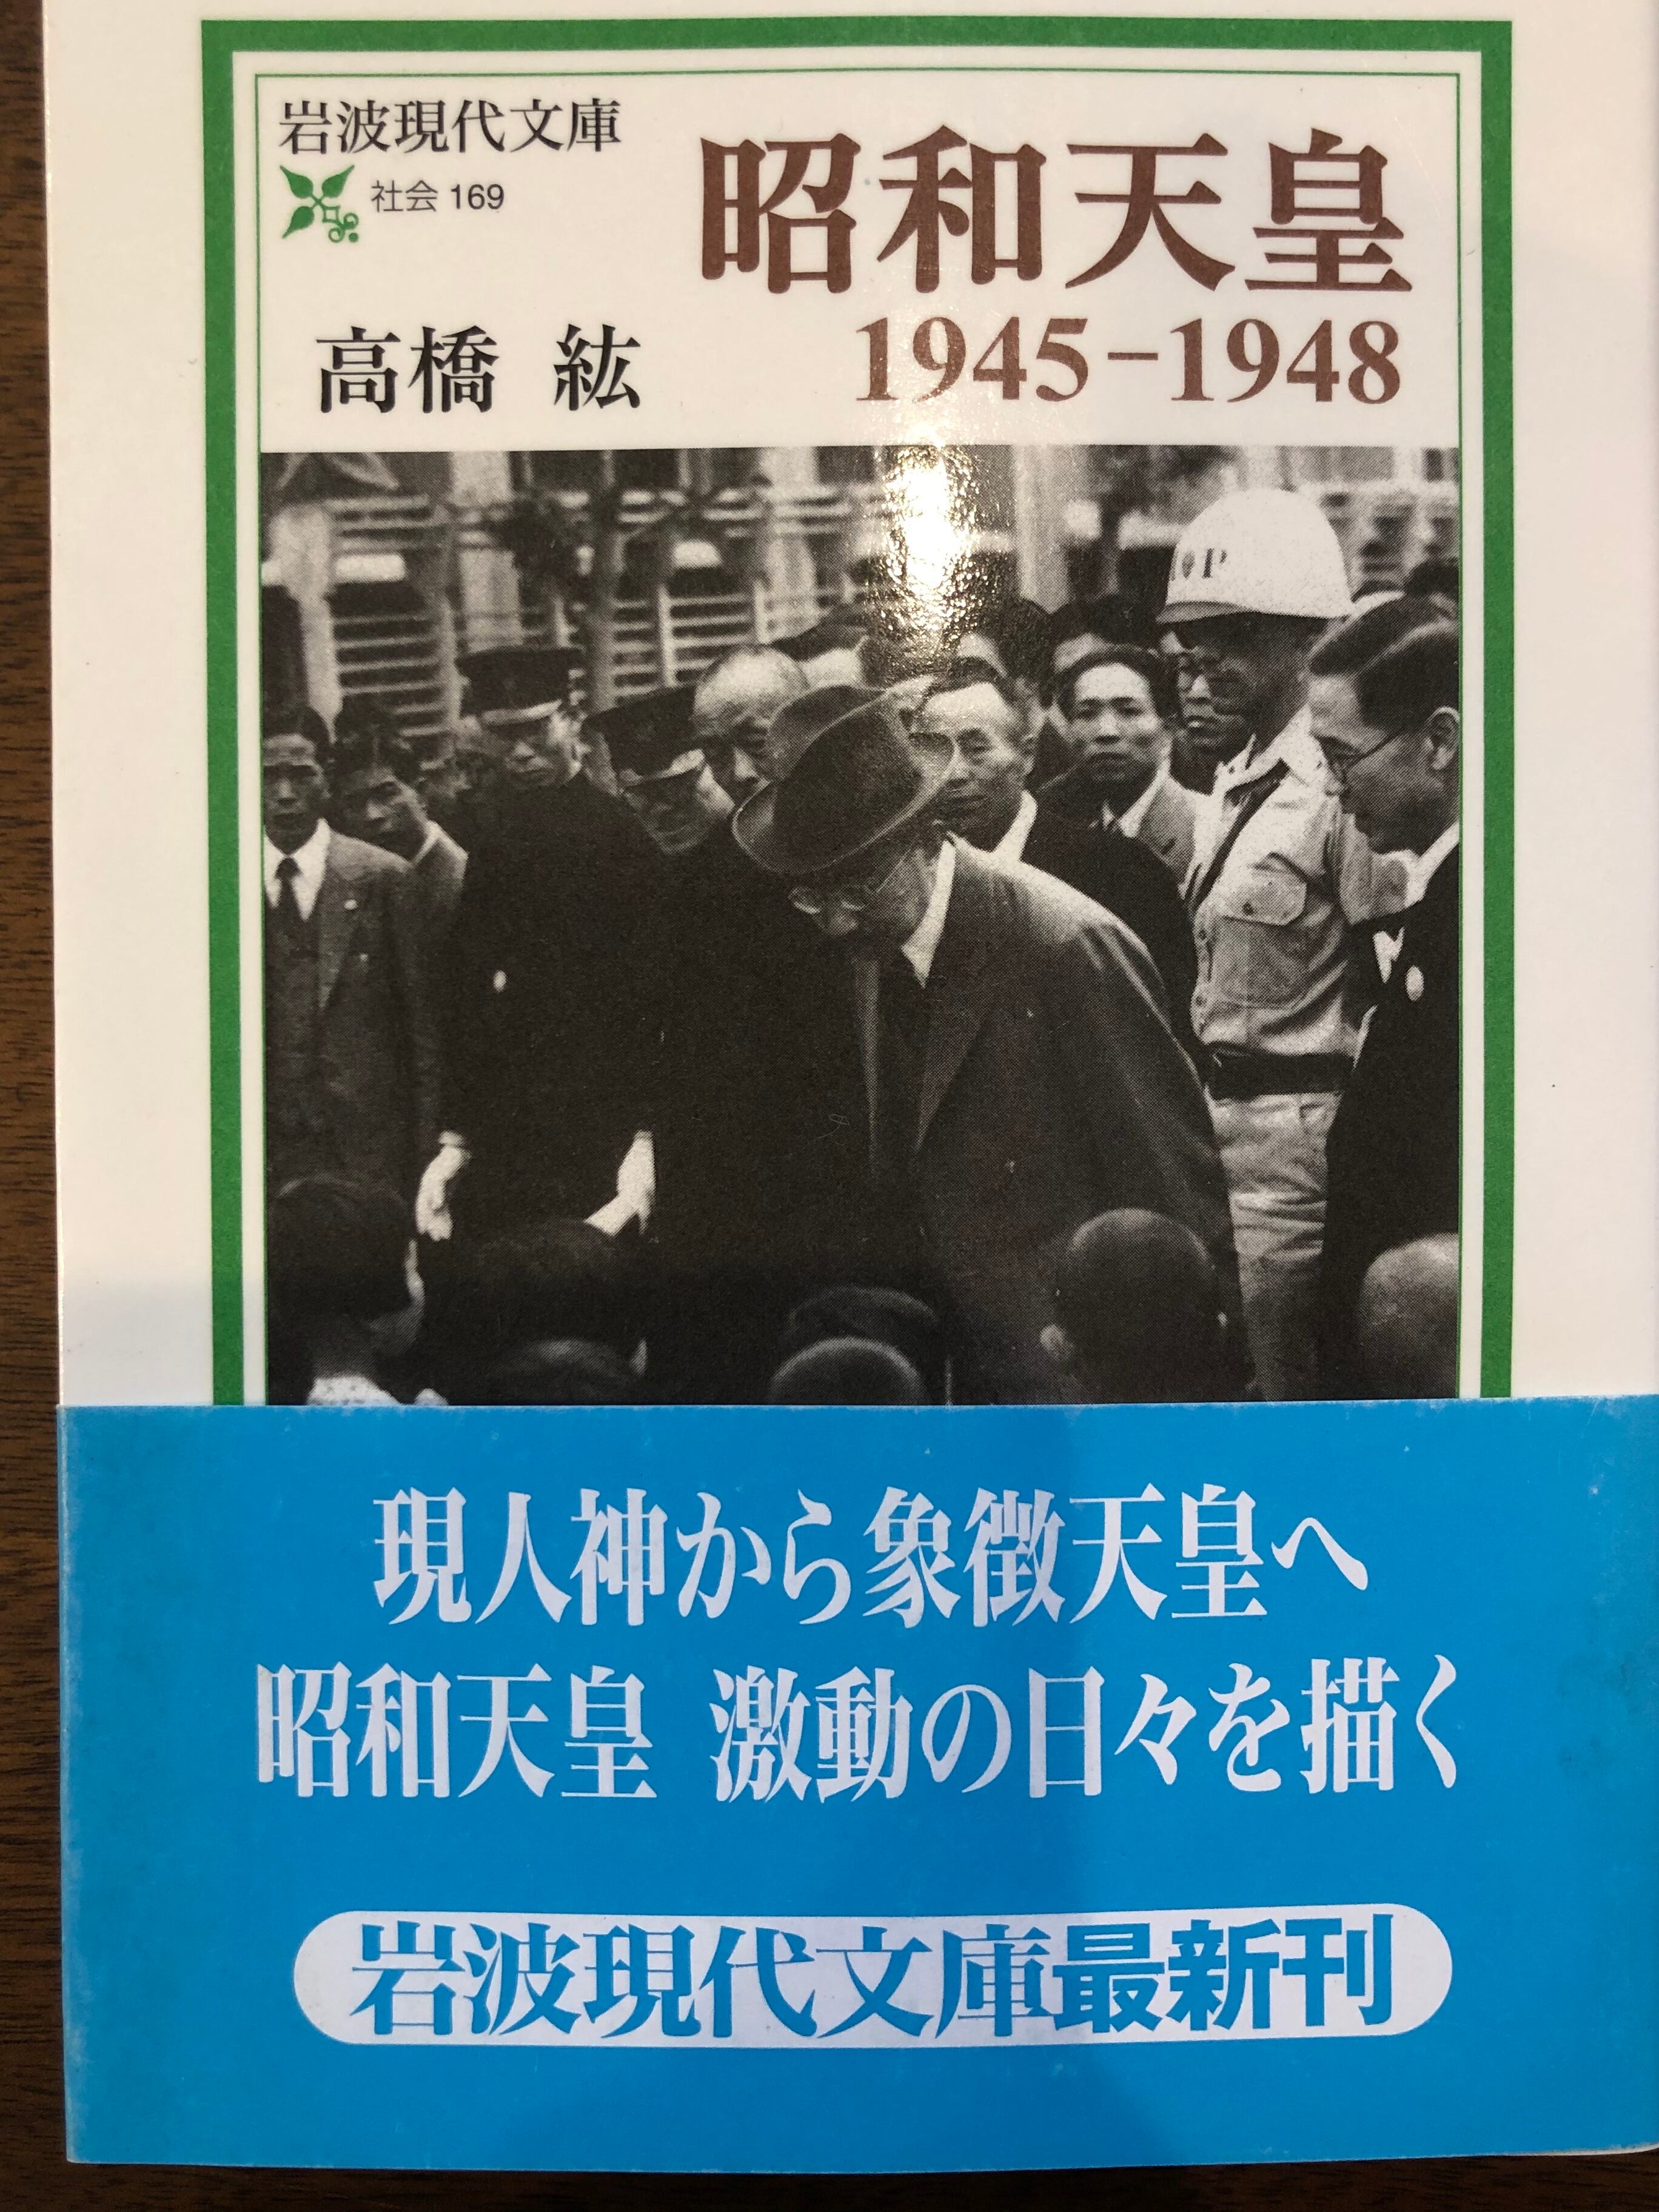 岩波現代文庫
社会 169
昭和天皇
1945-1948
高橋 紘
現人神から象徴天皇へ
昭和天皇 激動の日々を描く
岩波現代文庫最新刊